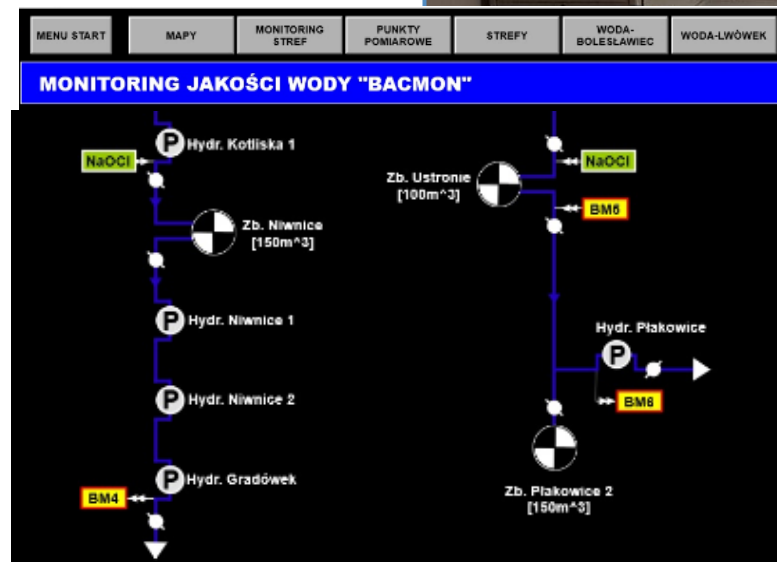 MENU START
MAPY
MONITORING
STREF
PUNKTY
POMIAROWE
STREFY
WODA-
BOLESŁAWIEC
WODA-LWÓWEK
MONITORING JAKOŚCI WODY "BACMON"
P Hydr. Kotliska 1
NaOCl
Zb. Niwnice
[150m^3]
P Hydr. Niwnice 1
P Hydr. Niwnice 2
P Hydr. Gradówek
BM4
NaOCl
Zb. Ustronie
[100m^3]
BM5
Hydr. Płakowice
P
BM6
Zb. Płakowice 2
[150m^3]